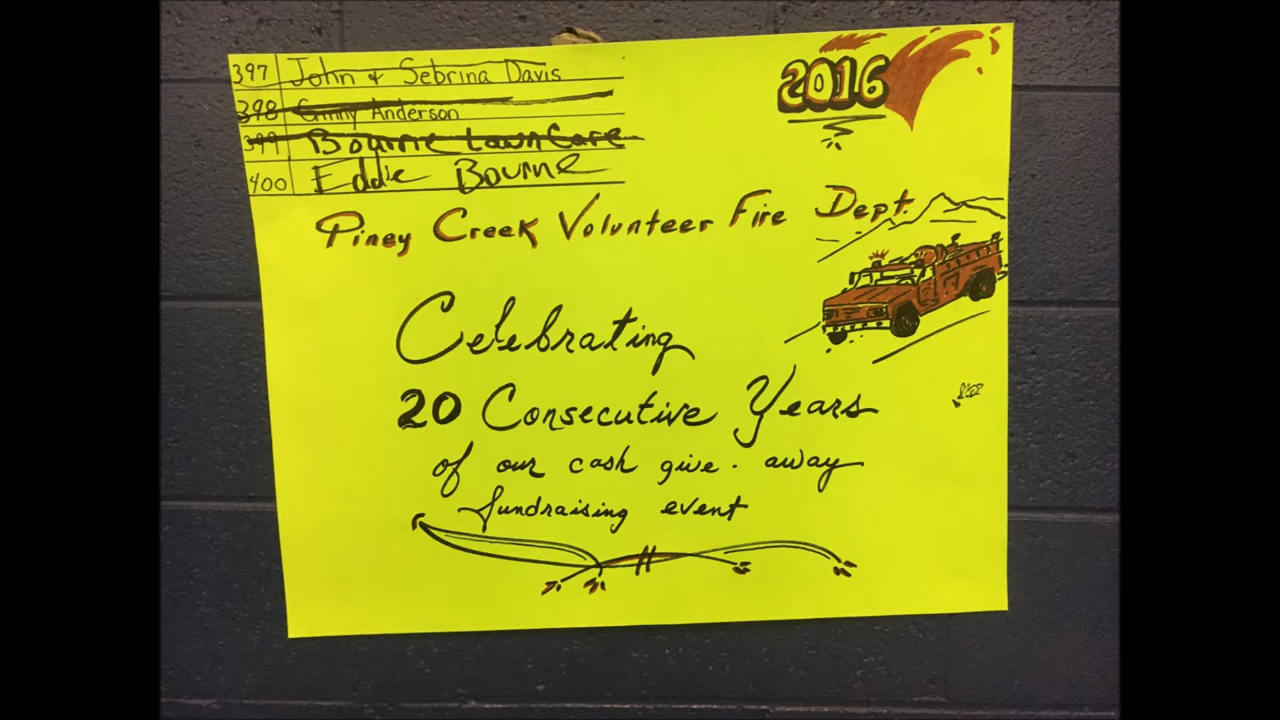 397 John & Sebrina Davis
398 Ginny Anderson
399 Bourne Lawn Care
400 Eddie Bourne
2016
Piney Creek Volunteer Fire Dept.
Celebrating
20 Consecutive Years
of our cash give-away
fundraising event